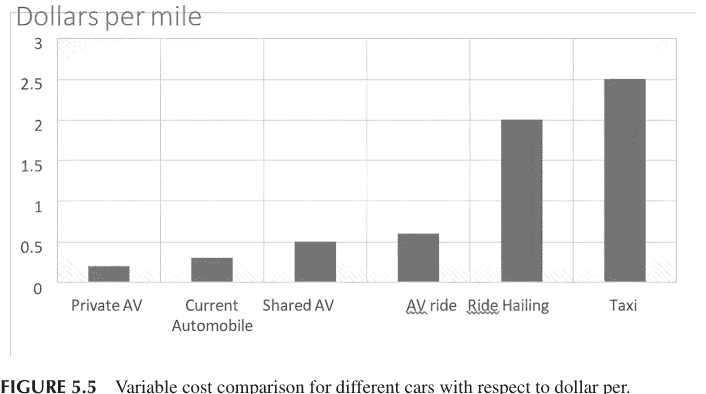 Dollars per mile
3
2.5
2
1.5
1
0.5
0
Private AV
Current
Automobile
Shared AV
AV ride
Ride Hailing
Taxi
FIGURE 5.5 Variable cost comparison for different cars with respect to dollar per.